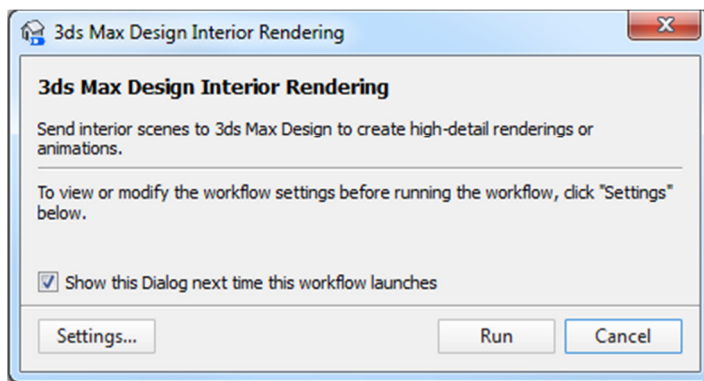 3ds Max Design Interior Rendering
3ds Max Design Interior Rendering
Send interior scenes to 3ds Max Design to create high-detail renderings or
animations.
To view or modify the workflow settings before running the workflow, click "Settings"
below.
Show this Dialog next time this workflow launches
Settings... Run Cancel